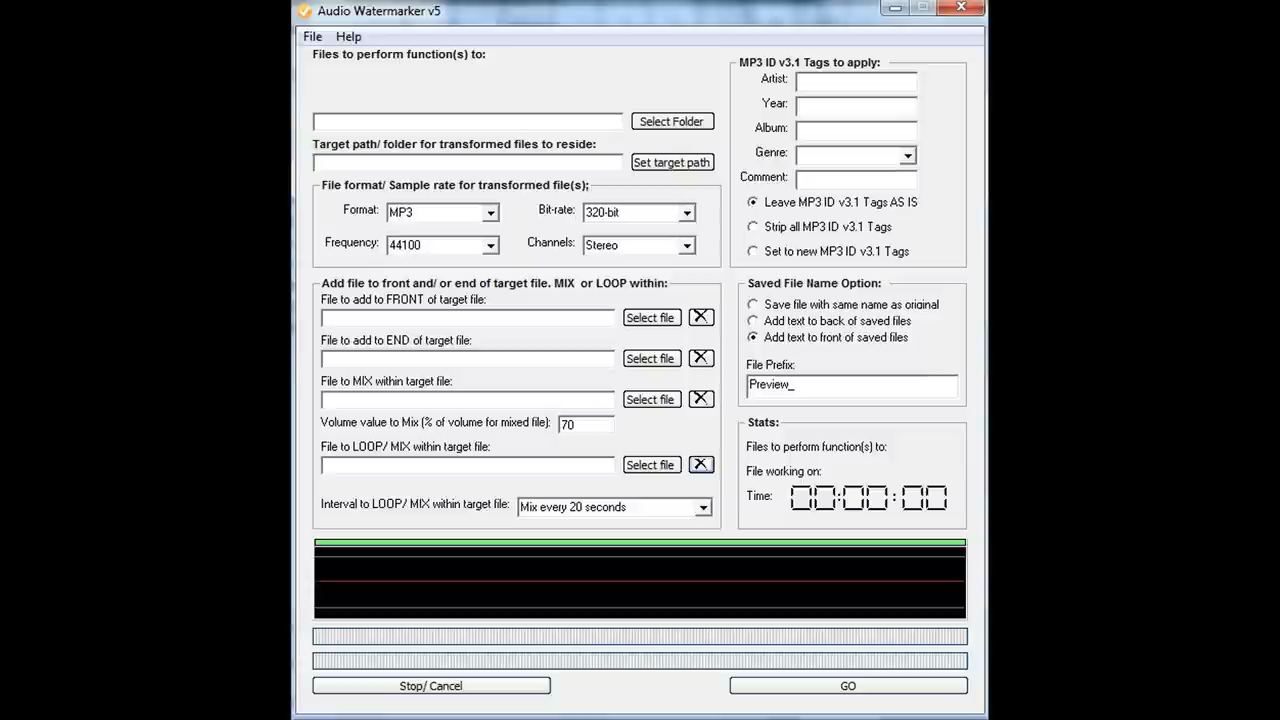 Audio Watermarker v5
File Help
Files to perform function(s) to:
Select Folder
Target path/ folder for transformed files to reside:
Set target path
File format/ Sample rate for transformed file(s);
Format: MP3 Bit-rate: 320-bit
Frequency: 44100 Channels: Stereo
Add file to front and/ or end of target file. MIX or LOOP within:
File to add to FRONT of target file:
Select file X
File to add to END of target file:
Select file X
File to MIX within target file:
Select file X
Volume value to Mix (% of volume for mixed file): 70
File to LOOP/ MIX within target file:
Select file X
Interval to LOOP/ MIX within target file: Mix every 20 seconds
MP3 ID v3.1 Tags to apply:
Artist:
Year:
Album:
Genre:
Comment:
Leave MP3 ID v3.1 Tags AS IS
Strip all MP3 ID v3.1 Tags
Set to new MP3 ID v3.1 Tags
Saved File Name Option:
Save file with same name as original
Add text to back of saved files
Add text to front of saved files
File Prefix:
Preview_
Stats:
Files to perform function(s) to:
File working on:
Time: 00:00:00
Stop/ Cancel
GO